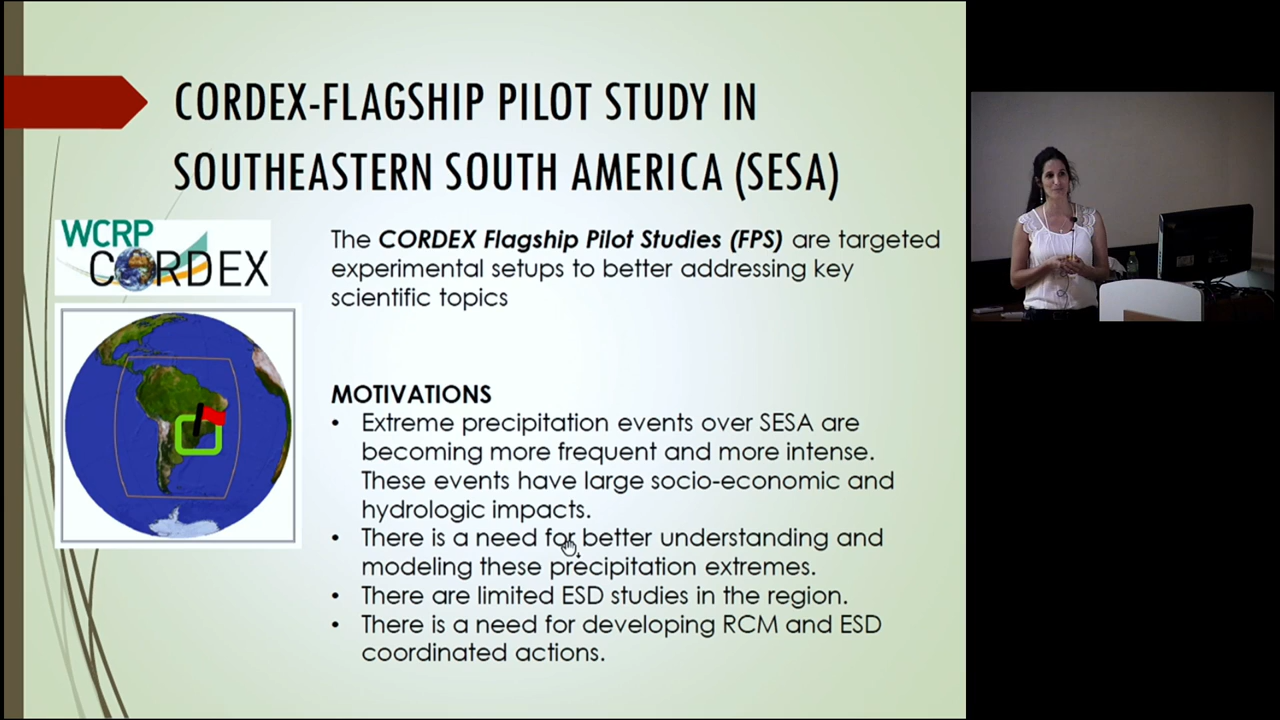 CORDEX-FLAGSHIP PILOT STUDY IN
SOUTHEASTERN SOUTH AMERICA (SESA)
WCRP
CORDEX
The CORDEX Flagship Pilot Studies (FPS) are targeted
experimental setups to better addressing key
scientific topics
MOTIVATIONS
• Extreme precipitation events over SESA are
becoming more frequent and more intense.
These events have large socio-economic and
hydrologic impacts.
• There is a need for better understanding and
modeling these precipitation extremes.
• There are limited ESD studies in the region.
• There is a need for developing RCM and ESD
coordinated actions.